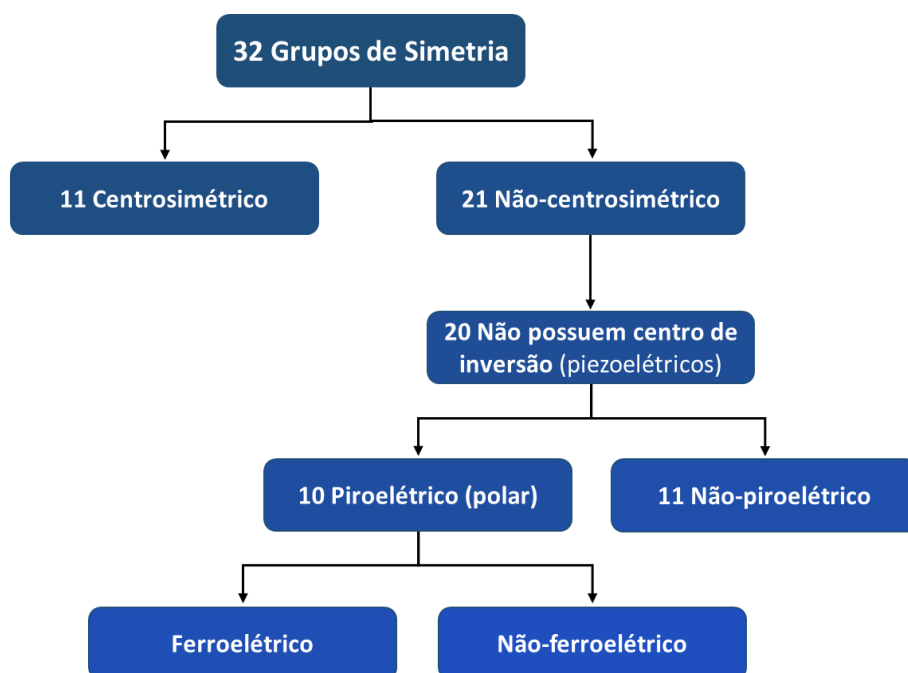 32 Grupos de Simetria
11 Centrosimétrico
21 Não-centrosimétrico
20 Não possuem centro de
inversão (piezoelétricos)
10 Piroelétrico (polar)
11 Não-piroelétrico
Ferroelétrico
Não-ferroelétrico